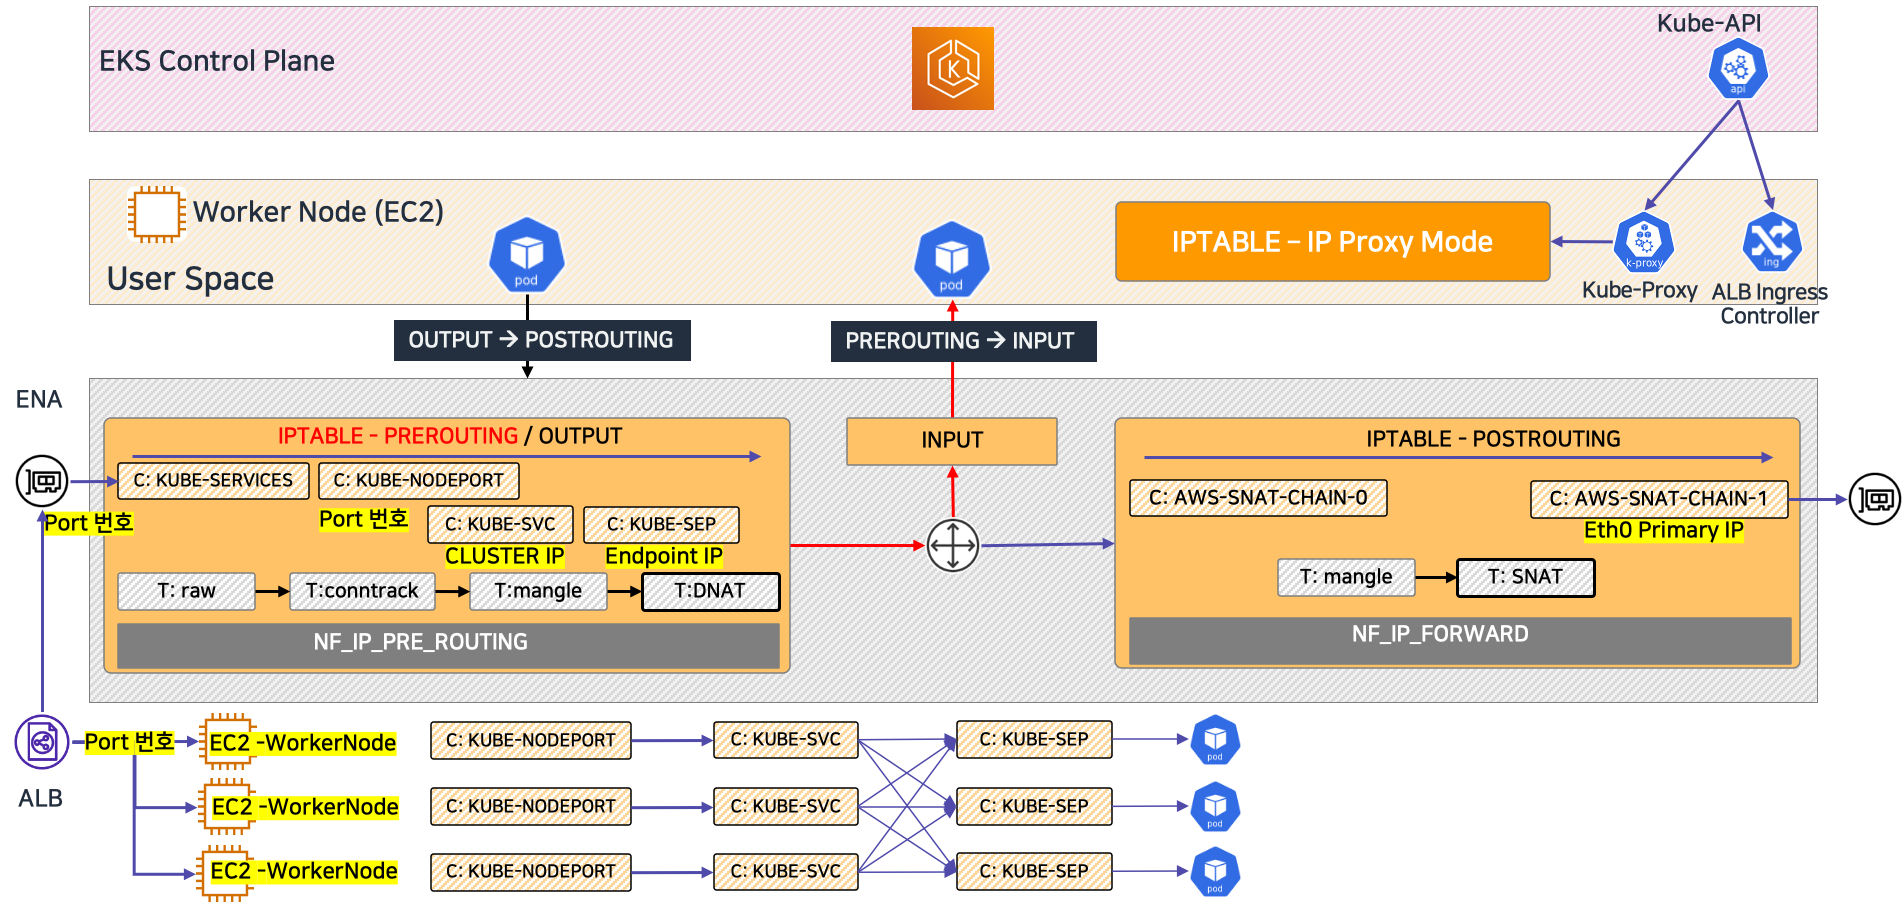 Kube-API
EKS Control Plane
K
api
Worker Node (EC2)
User Space
pod
pod
IPTABLE – IP Proxy Mode
k-proxy
ing
Kube-Proxy
ALB Ingress
Controller
OUTPUT → POSTROUTING
PREROUTING → INPUT
ENA
IPTABLE - PREROUTING / OUTPUT
INPUT
IPTABLE - POSTROUTING
C: KUBE-SERVICES
C: KUBE-NODEPORT
C: AWS-SNAT-CHAIN-0
C: AWS-SNAT-CHAIN-1
Port 번호
Port 번호
C: KUBE-SVC
C: KUBE-SEP
Eth0 Primary IP
CLUSTER IP
Endpoint IP
T: raw
T:conntrack
T:mangle
T:DNAT
T: mangle
T: SNAT
NF_IP_PRE_ROUTING
NF_IP_FORWARD
Port 번호
EC2 -WorkerNode
C: KUBE-NODEPORT
C: KUBE-SVC
C: KUBE-SEP
pod
ALB
EC2 -WorkerNode
C: KUBE-NODEPORT
C: KUBE-SVC
C: KUBE-SEP
pod
EC2 -WorkerNode
C: KUBE-NODEPORT
C: KUBE-SVC
C: KUBE-SEP
pod